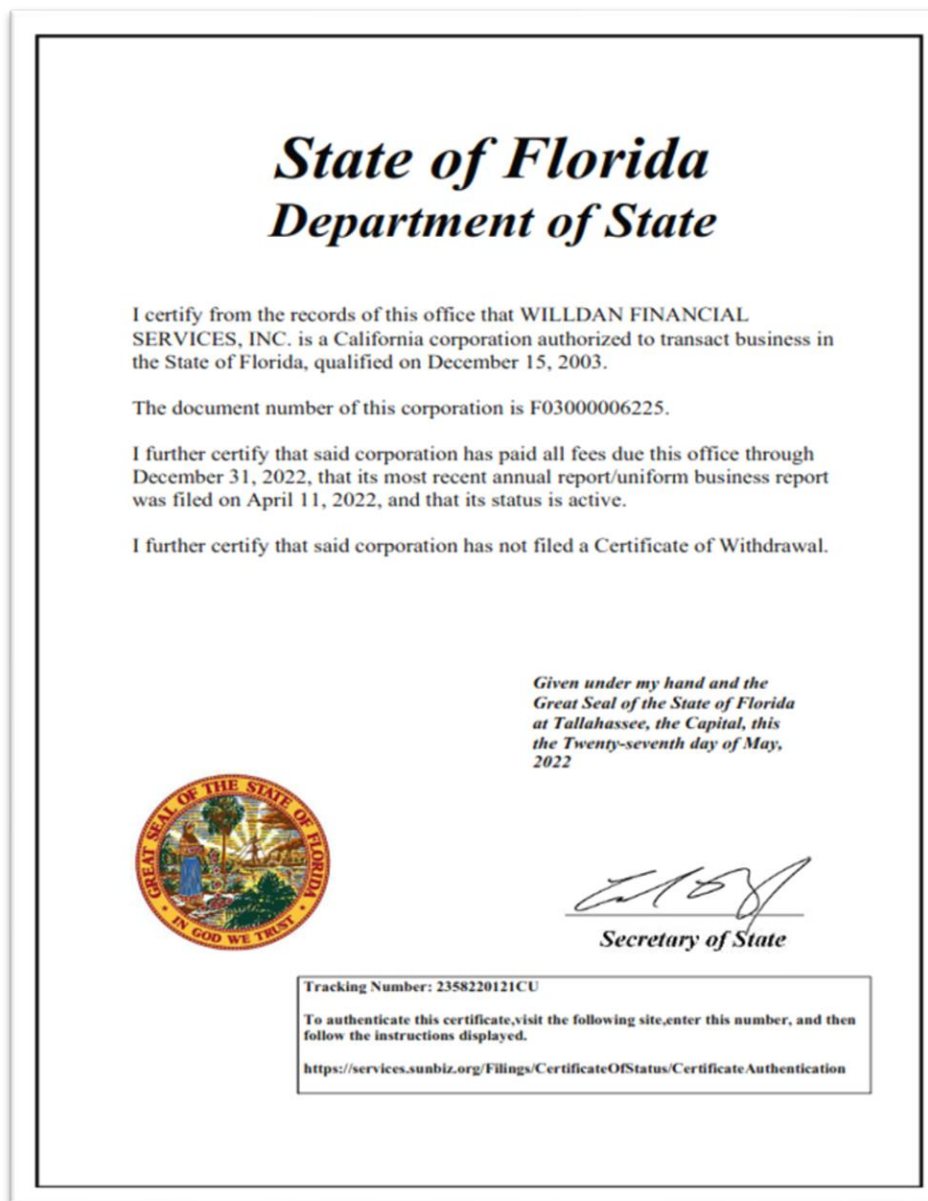 State of Florida
Department of State
I certify from the records of this office that WILLDAN FINANCIAL
SERVICES, INC. is a California corporation authorized to transact business in
the State of Florida, qualified on December 15, 2003.
The document number of this corporation is F03000006225.
I further certify that said corporation has paid all fees due this office through
December 31, 2022, that its most recent annual report/uniform business report
was filed on April 11, 2022, and that its status is active.
I further certify that said corporation has not filed a Certificate of Withdrawal.
Given under my hand and the
Great Seal of the State of Florida
at Tallahassee, the Capital, this
the Twenty-seventh day of May,
2022
GREAT SEAL OF THE STATE OF FLORIDA
IN GOD WE TRUST
Secretary of State
Tracking Number: 2358220121CU
To authenticate this certificate,visit the following site,enter this number, and then
follow the instructions displayed.
https://services.sunbiz.org/Filings/CertificateOfStatus/CertificateAuthentication